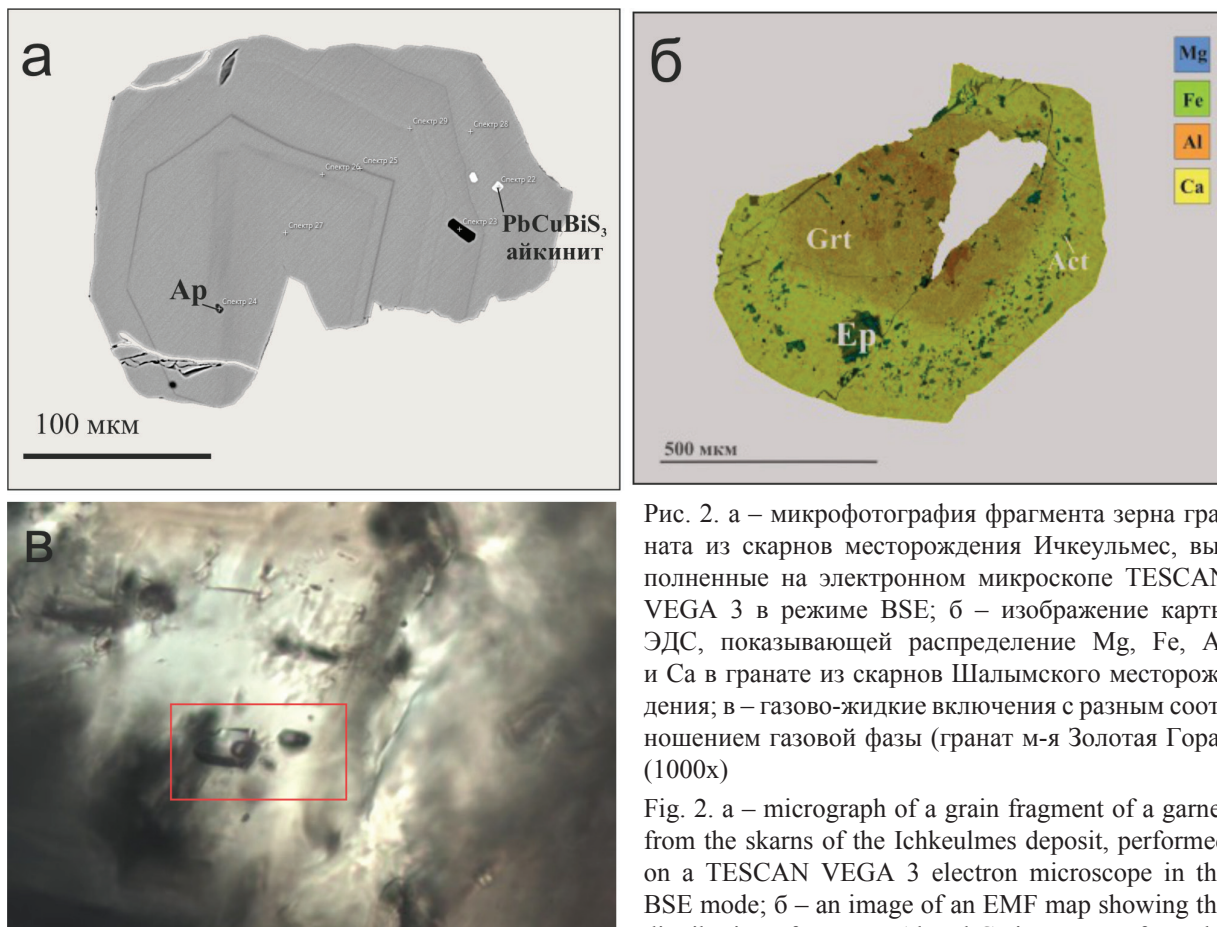 а
Спектр 29
Спектр 28
Спектр 25
Спектр 26
Спектр 22
Спектр 23
PbCuBiS₃
айкинит
Спектр 27
Ap
Спектр 24
100 мкм
б
Mg
Fe
Al
Ca
Grt
Act
Ep
500 мкм
в
Рис. 2. а – микрофотография фрагмента зерна гра
ната из скарнов месторождения Ичкеульмес, вы
полненные на электронном микроскопе TESCAN
VEGA 3 в режиме BSE; б – изображение карты
ЭДС, показывающей распределение Mg, Fe, A
и Ca в гранате из скарнов Шалымского месторож
дения; в – газово-жидкие включения с разным соот
ношением газовой фазы (гранат м-я Золотая Гора
(1000x)
Fig. 2. a – micrograph of a grain fragment of a garne
from the skarns of the Ichkeulmes deposit, performed
on a TESCAN VEGA 3 electron microscope in th
BSE mode; б – an image of an EMF map showing th